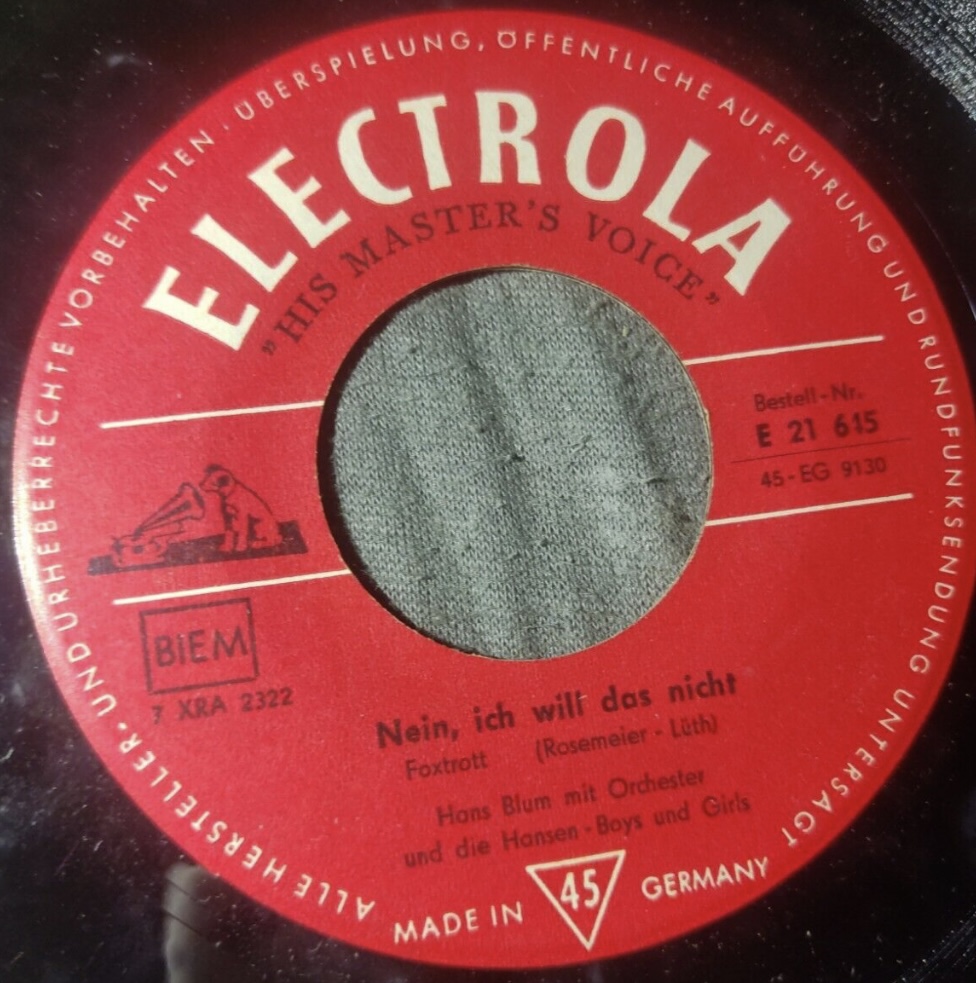 ALLE HERSTELLER- UND URHEBERRECHTE VORBEHALTEN. ÜBERSPIELUNG, ÖFFENTLICHE AUFFÜHRUNG UND RUNDFUNKSENDUNG UNTERSAGT
ELECTROLA
"HIS MASTER'S VOICE"
Bestell-Nr.
E 21 615
45-EG 9130
BIEM
7 XRA 2322
Nein, ich will das nicht
Foxtrott (Rosemeier - Lüth)
Hans Blum mit Orchester
und die Hansen-Boys und Girls
MADE IN 45 GERMANY